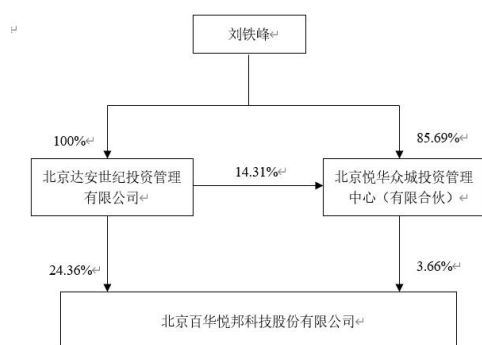 刘铁峰
100%
85.69%
北京达安世纪投资管理
有限公司
14.31%
北京悦华众城投资管理
中心（有限合伙）
24.36%
3.66%
北京百华悦邦科技股份有限公司